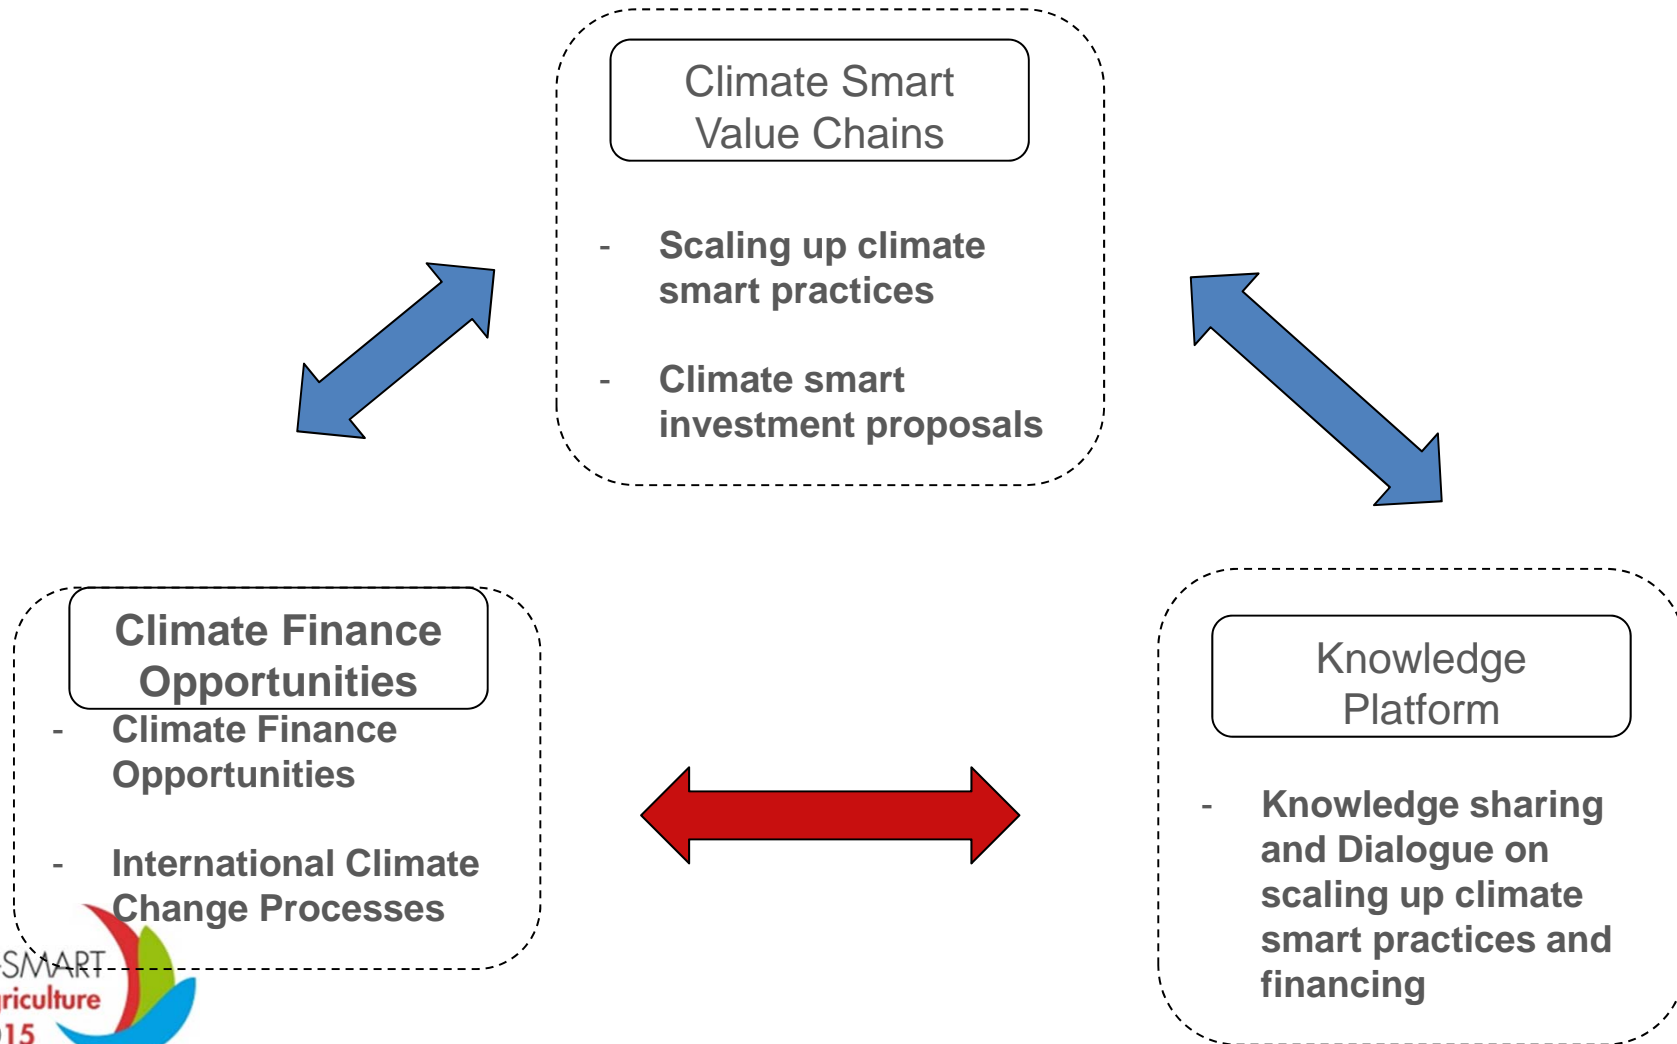 Climate Smart
Value Chains
- Scaling up climate
smart practices
- Climate smart
investment proposals
Climate Finance
Opportunities
- Climate Finance
Opportunities
- International Climate
Change Processes
Knowledge
Platform
- Knowledge sharing
and Dialogue on
scaling up climate
smart practices and
financing
-SMART
griculture
15